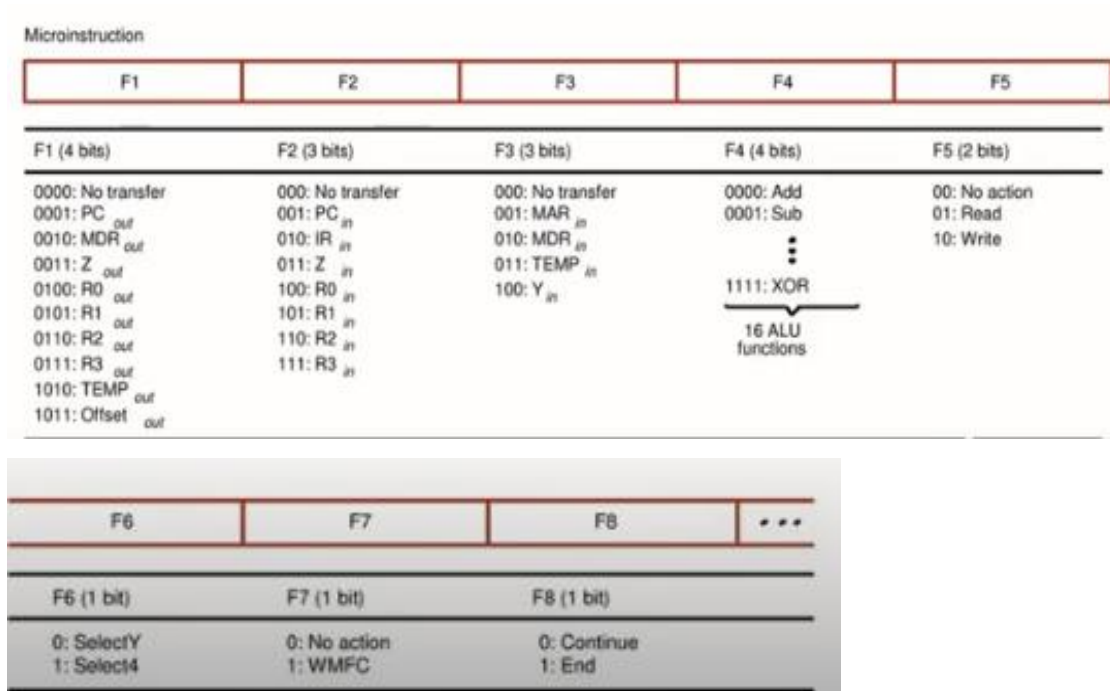 Microinstruction
F1 F2 F3 F4 F5
F1 (4 bits) F2 (3 bits) F3 (3 bits) F4 (4 bits) F5 (2 bits)
0000: No transfer 000: No transfer 000: No transfer 0000: Add 00: No action
0001: PC out 001: PC in 001: MAR in 0001: Sub 01: Read
0010: MDR out 010: IR in 010: MDR in 10: Write
0011: Z out 011: Z in 011: TEMP in
0100: R0 out 100: R0 in 100: Y in 1111: XOR
0101: R1 out 101: R1 in 16 ALU
0110: R2 out 110: R2 in functions
0111: R3 out 111: R3 in
1010: TEMP out
1011: Offset out
F6 F7 F8 • • •
F6 (1 bit) F7 (1 bit) F8 (1 bit)
0: SelectY 0: No action 0: Continue
1: Select4 1: WMFC 1: End